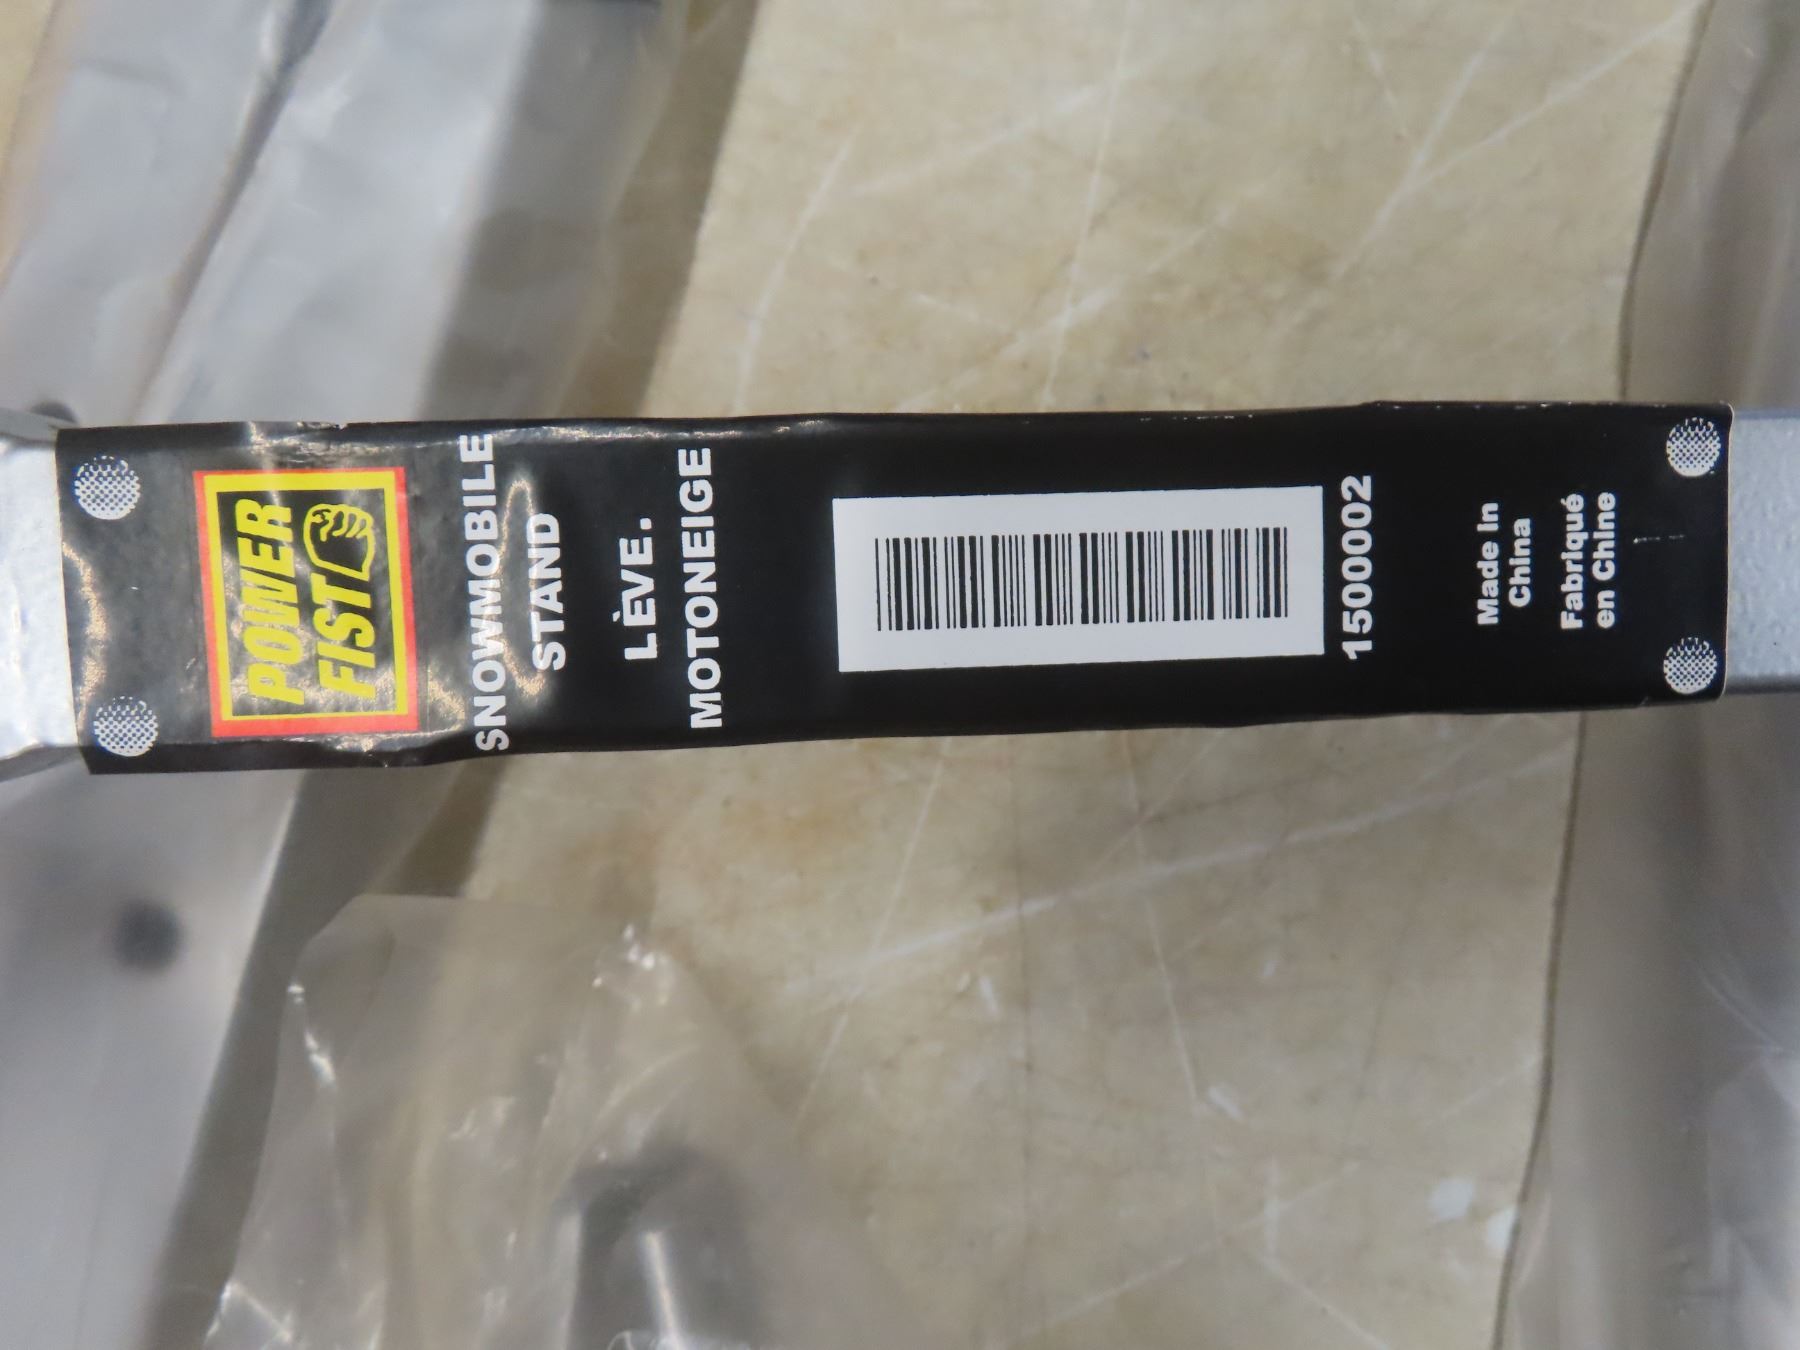 POWER
FIST
SNOWMOBILE
STAND
LÈVE.
MOTONEIGE
1500002
Made in
China
Fabriqué
en Chine